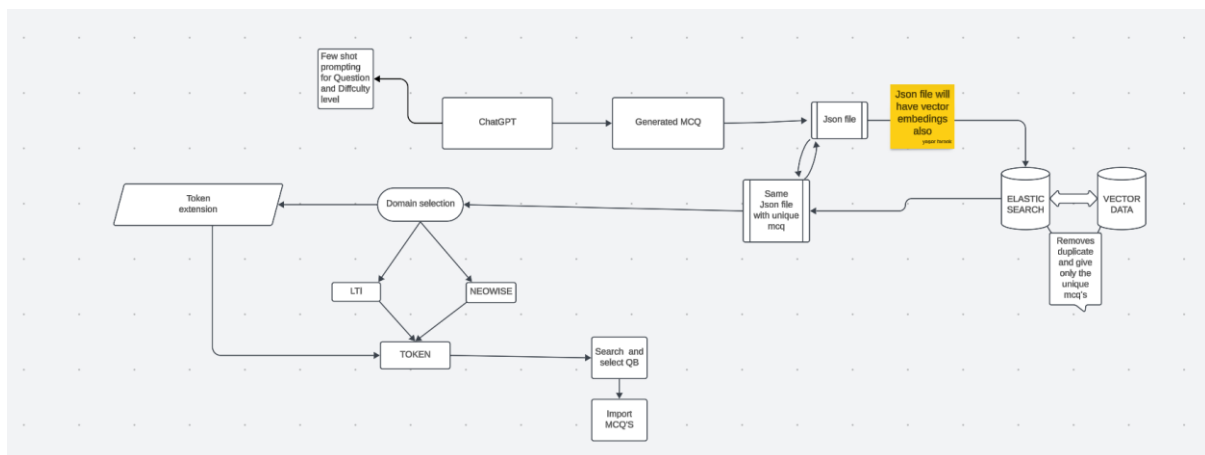 Few shot
prompting
for Question
and Diffculty
level
ChatGPT
Generated MCQ
Json file
Json file will
have vector
embedings
also
Same
Json file
with unique
mcq
ELASTIC
SEARCH
VECTOR
DATA
Removes
duplicate
and give
only the
unique
mcq's
Domain selection
Token
extension
LTI
NEOWISE
TOKEN
Search and
select QB
Import
MCQ'S